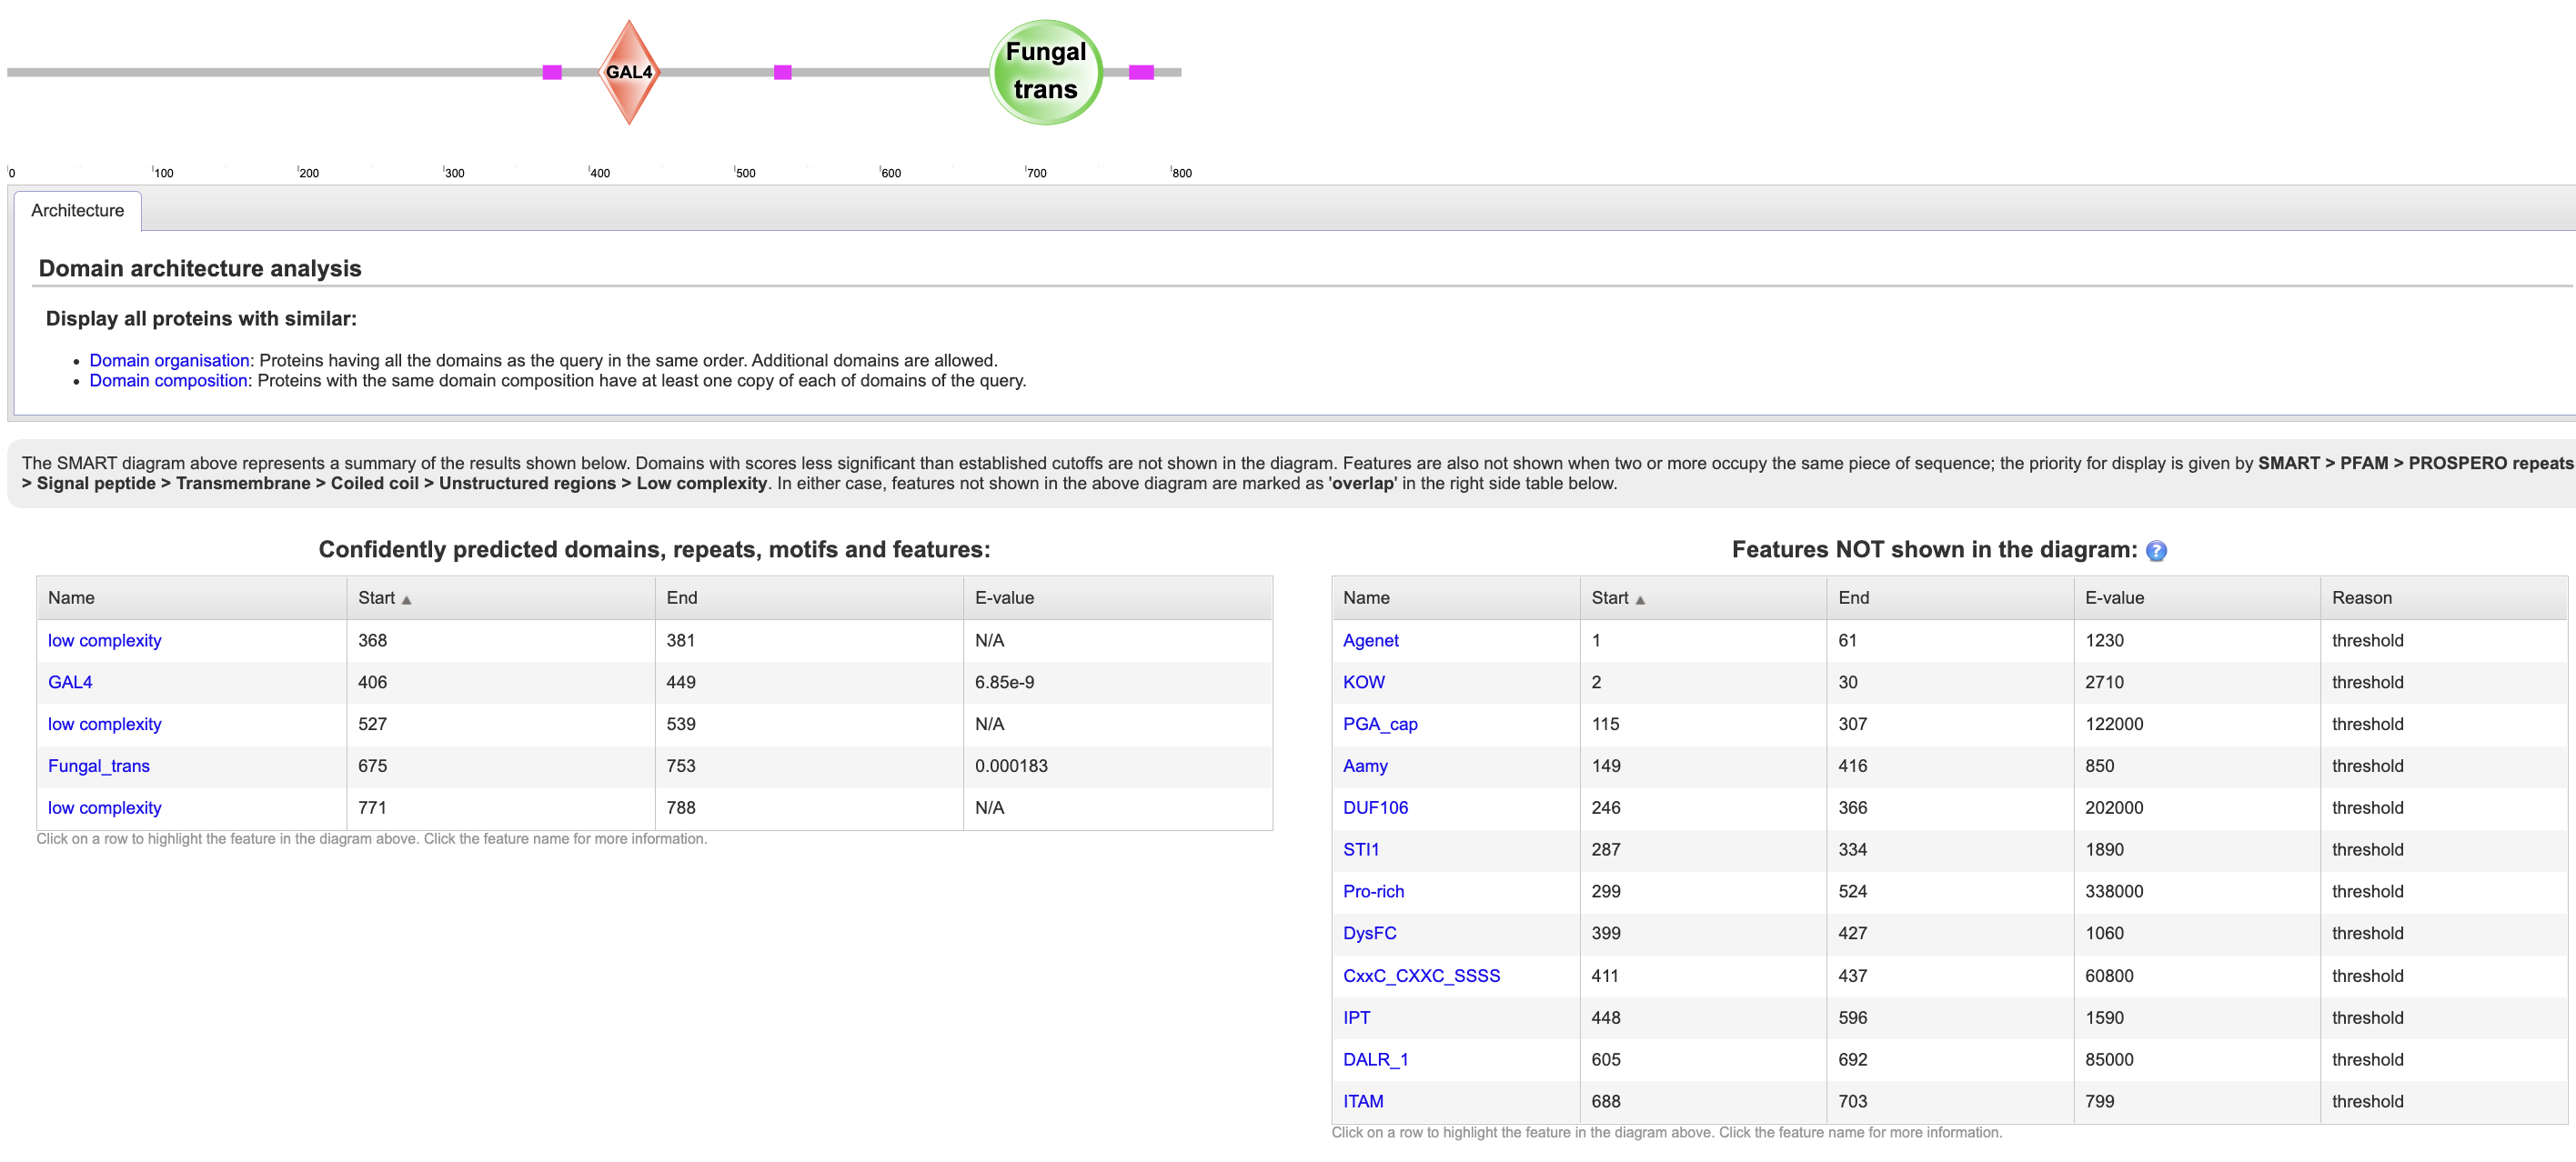 GAL4
Fungal
trans
0 100 200 300 400 500 600 700 800
Architecture
Domain architecture analysis
Display all proteins with similar:
• Domain organisation: Proteins having all the domains as the query in the same order. Additional domains are allowed.
• Domain composition: Proteins with the same domain composition have at least one copy of each of domains of the query.
The SMART diagram above represents a summary of the results shown below. Domains with scores less significant than established cutoffs are not shown in the diagram. Features are also not shown when two or more occupy the same piece of sequence; the priority for display is given by SMART > PFAM > PROSPERO repeats
> Signal peptide > Transmembrane > Coiled coil > Unstructured regions > Low complexity. In either case, features not shown in the above diagram are marked as 'overlap' in the right side table below.
Confidently predicted domains, repeats, motifs and features:
Name Start ▲ End E-value
low complexity 368 381 N/A
GAL4 406 449 6.85e-9
low complexity 527 539 N/A
Fungal_trans 675 753 0.000183
low complexity 771 788 N/A
Click on a row to highlight the feature in the diagram above. Click the feature name for more information.
Features NOT shown in the diagram: ?
Name Start ▲ End E-value Reason
Agenet 1 61 1230 threshold
KOW 2 30 2710 threshold
PGA_cap 115 307 122000 threshold
Aamy 149 416 850 threshold
DUF106 246 366 202000 threshold
STI1 287 334 1890 threshold
Pro-rich 299 524 338000 threshold
DysFC 399 427 1060 threshold
CxxC_CXXC_SSSS 411 437 60800 threshold
IPT 448 596 1590 threshold
DALR_1 605 692 85000 threshold
ITAM 688 703 799 threshold
Click on a row to highlight the feature in the diagram above. Click the feature name for more information.